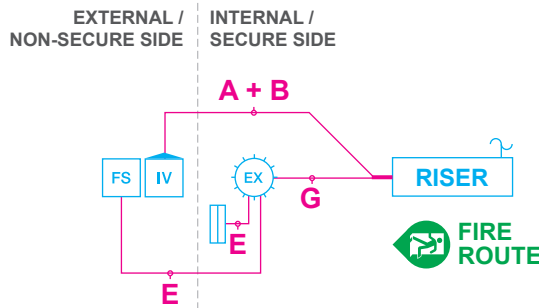 EXTERNAL /
NON-SECURE SIDE
INTERNAL /
SECURE SIDE
A + B
FS
IV
EX
G
RISER
E
E
FIRE
ROUTE